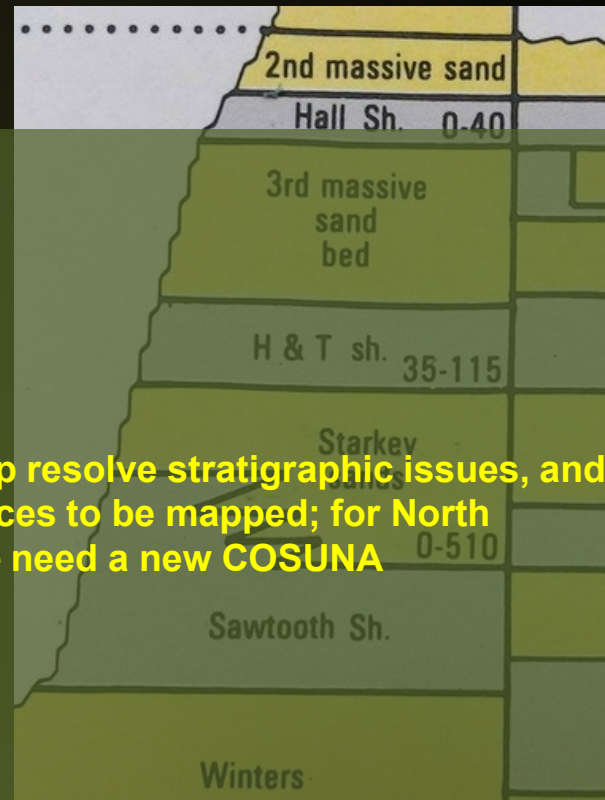 2nd massive sand
Hall Sh. 0-40
3rd massive
sand
bed
H & T sh. 35-115
Starkey
sands
resolve stratigraphic issues, and
to be mapped; for North
need a new COSUNA
0-510
Sawtooth Sh.
Winters